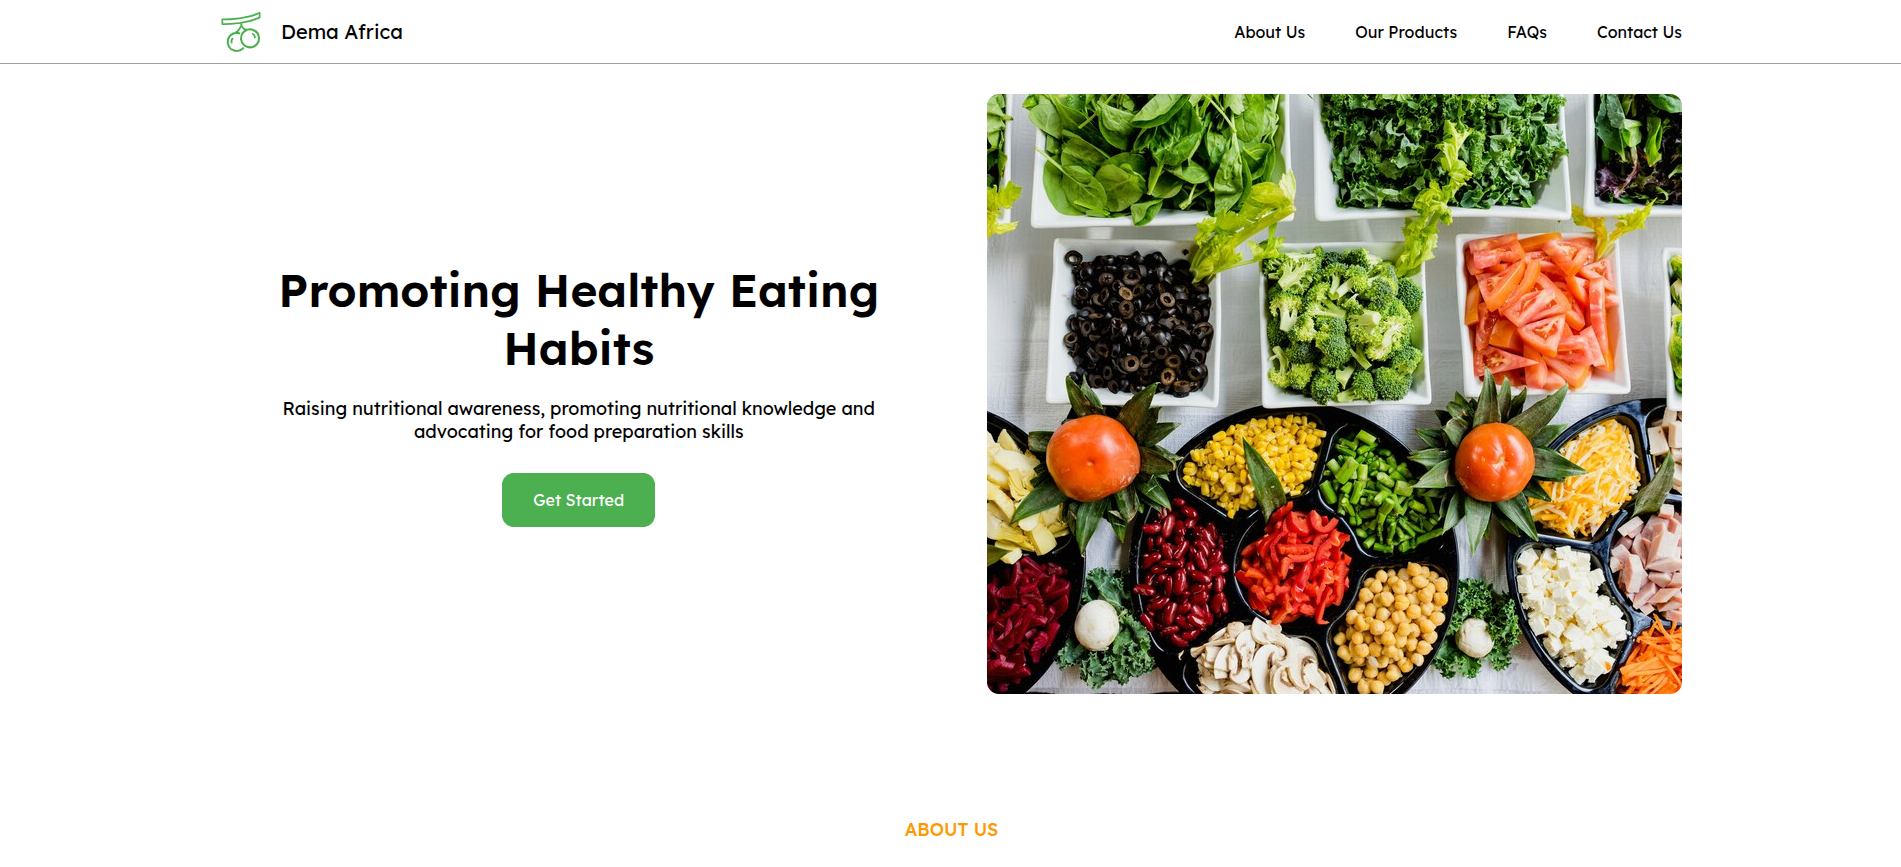 Dema Africa
About Us
Our Products
FAQs
Contact Us
Promoting Healthy Eating
Habits
Raising nutritional awareness, promoting nutritional knowledge and
advocating for food preparation skills
Get Started
ABOUT US